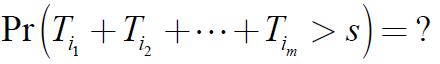 Pr(T_{i_1} + T_{i_2} + ⋯ + T_{i_m} > s) = ?